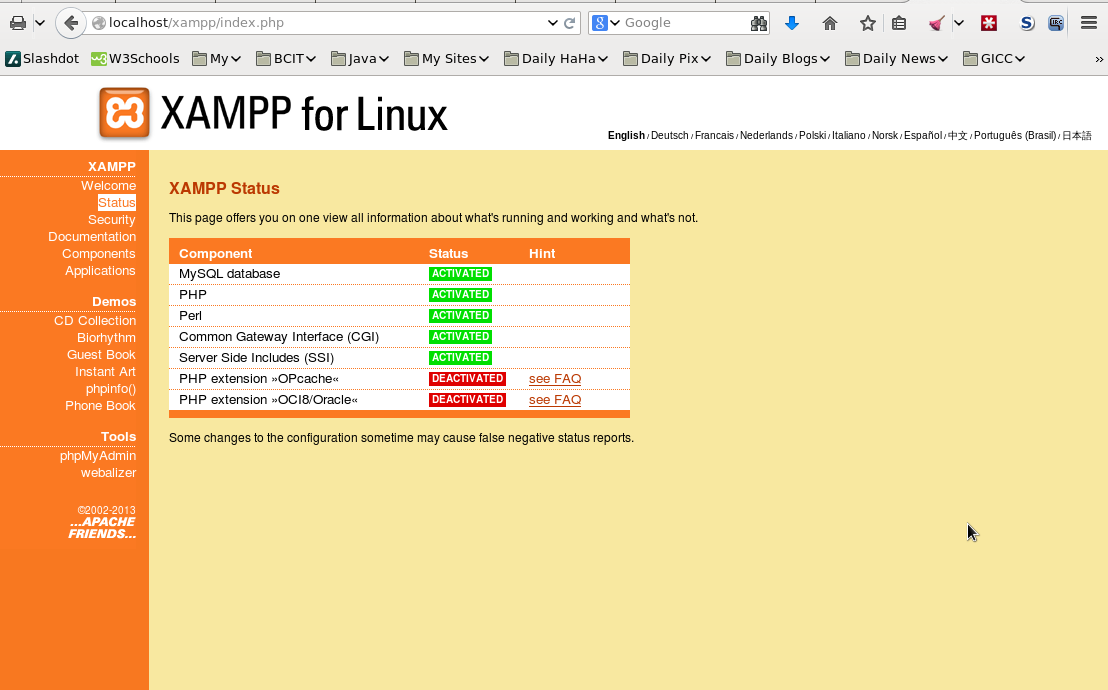 localhost/xampp/index.php
Google
Slashdot W3Schools My BCIT Java My Sites Daily HaHa Daily Pix Daily Blogs Daily News GICC »
XAMPP for Linux
English / Deutsch / Francais / Nederlands / Polski / Italiano / Norsk / Español / 中文 / Português (Brasil) / 日本語
XAMPP
Welcome
Status
Security
Documentation
Components
Applications
Demos
CD Collection
Biorhythm
Guest Book
Instant Art
phpinfo()
Phone Book
Tools
phpMyAdmin
webalizer
©2002-2013
...APACHE
FRIENDS...
XAMPP Status
This page offers you on one view all information about what's running and working and what's not.
Component Status Hint
MySQL database ACTIVATED
PHP ACTIVATED
Perl ACTIVATED
Common Gateway Interface (CGI) ACTIVATED
Server Side Includes (SSI) ACTIVATED
PHP extension »OPcache« DEACTIVATED see FAQ
PHP extension »OCI8/Oracle« DEACTIVATED see FAQ
Some changes to the configuration sometime may cause false negative status reports.